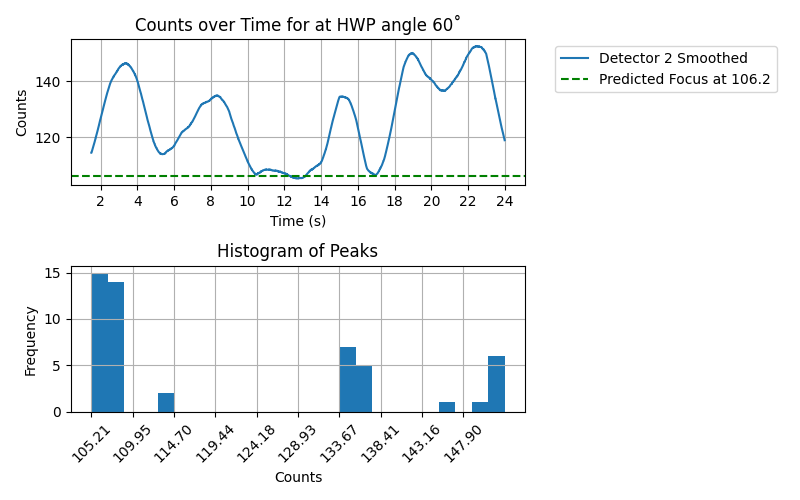 Counts over Time for at HWP angle 60˚
Counts
140
120
2 4 6 8 10 12 14 16 18 20 22 24
Time (s)
Detector 2 Smoothed
Predicted Focus at 106.2
Histogram of Peaks
Frequency
15
10
5
0
105.21 109.95 114.70 119.44 124.18 128.93 133.67 138.41 143.16 147.90
Counts